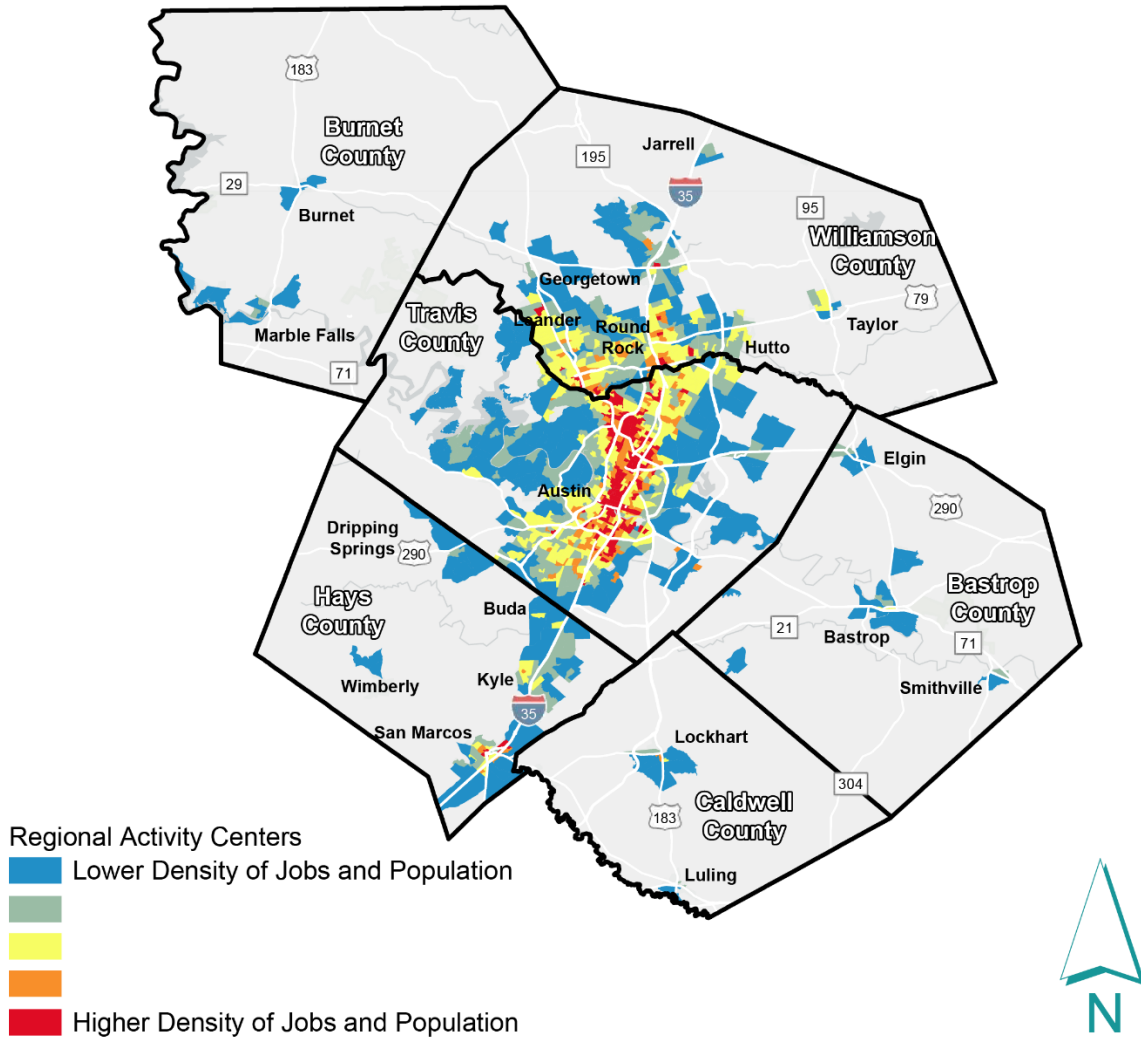 183
Burnet
County
195
Jarrell
29
35
95
Burnet
Williamson
County
Georgetown
79
Travis
County
Leander
Round
Rock
Marble Falls
Taylor
Hutto
71
Elgin
Austin
290
Dripping
Springs
290
Hays
County
Bastrop
County
Buda
21
Bastrop
71
Wimberly
Kyle
Smithville
35
San Marcos
Lockhart
304
Caldwell
County
183
Luling
Regional Activity Centers
Lower Density of Jobs and Population
Higher Density of Jobs and Population
N